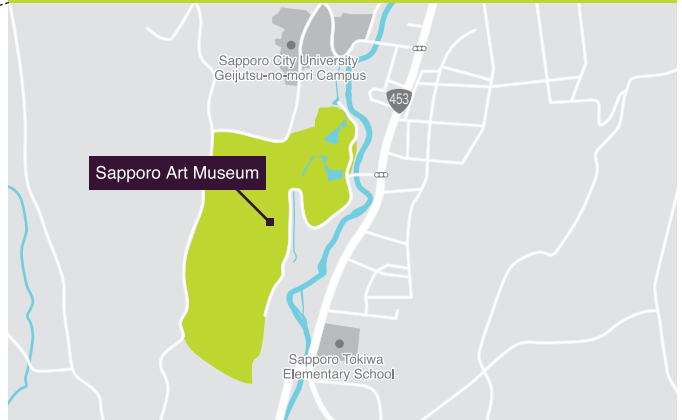 Sapporo City University
Geijutsu-no-mori Campus
453
Sapporo Art Museum
Sapporo Tokiwa
Elementary School